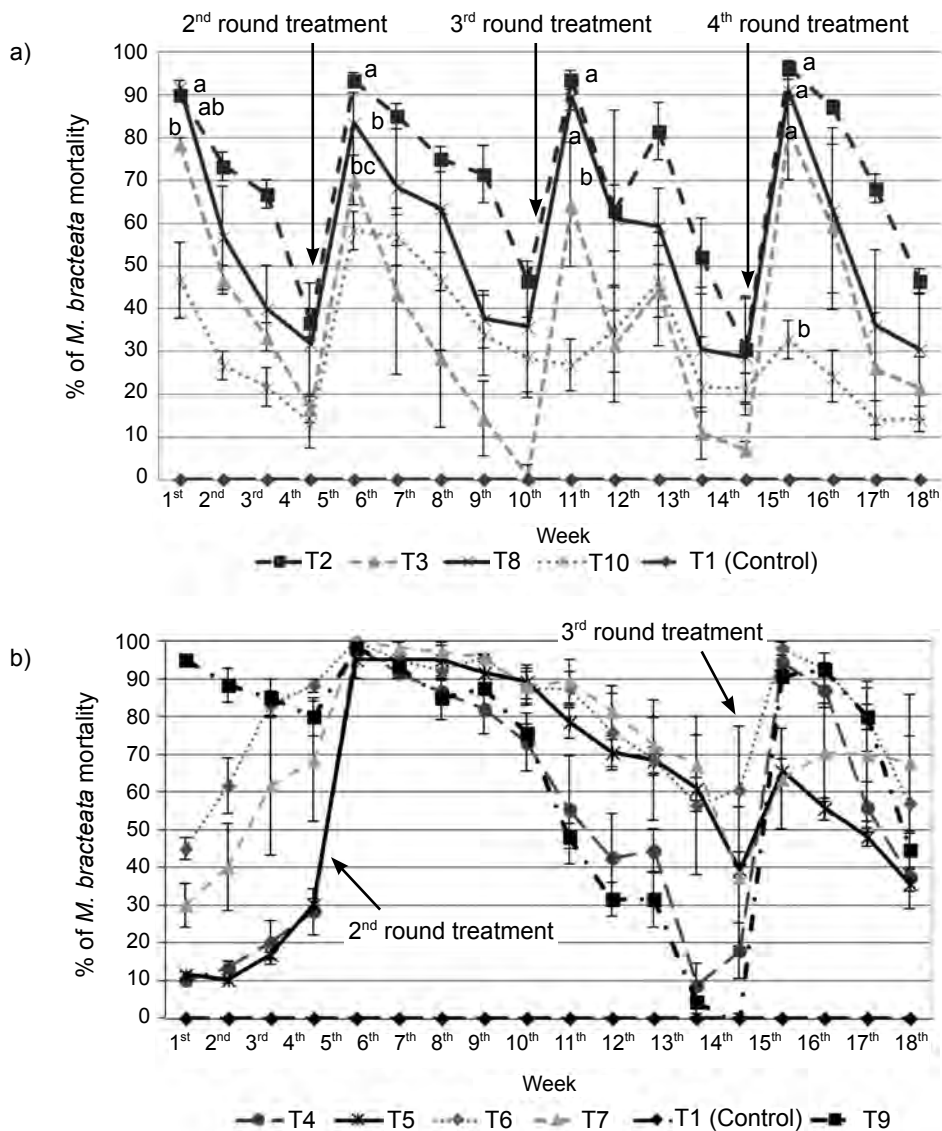 2nd round treatment 3rd round treatment 4th round treatment
a)
100
90
80
70
60
50
40
30
20
10
0
% of M. bracteata mortality
a
ab
b
a
b
bc
a
a
b
a
a
b
1st 2nd 3rd 4th 5th 6th 7th 8th 9th 10th 11th 12th 13th 14th 15th 16th 17th 18th
Week
T2 T3 T8 T10 T1 (Control)
b)
100
90
80
70
60
50
40
30
20
10
0
% of M. bracteata mortality
3rd round treatment
2nd round treatment
1st 2nd 3rd 4th 5th 6th 7th 8th 9th 10th 11th 12th 13th 14th 15th 16th 17th 18th
Week
T4 T5 T6 T7 T1 (Control) T9